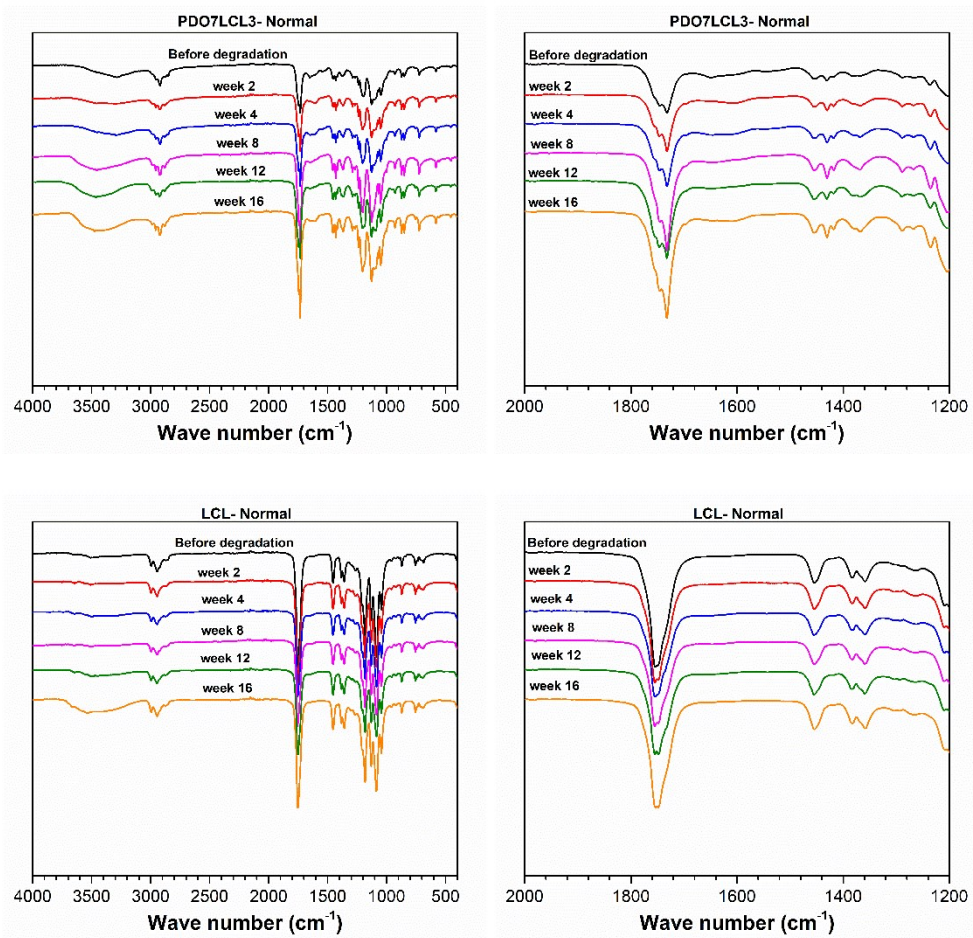 PDO7LCL3- Normal
Before degradation
week 2
week 4
week 8
week 12
week 16
4000 3500 3000 2500 2000 1500 1000 500
Wave number (cm-1)
PDO7LCL3- Normal
Before degradation
week 2
week 4
week 8
week 12
week 16
2000 1800 1600 1400 1200
Wave number (cm-1)
LCL- Normal
Before degradation
week 2
week 4
week 8
week 12
week 16
4000 3500 3000 2500 2000 1500 1000 500
Wave number (cm-1)
LCL- Normal
Before degradation
week 2
week 4
week 8
week 12
week 16
2000 1800 1600 1400 1200
Wave number (cm-1)